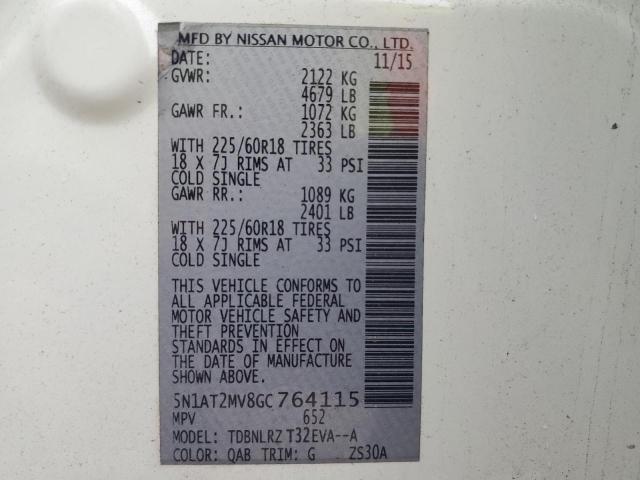 MFD BY NISSAN MOTOR CO., LTD.
DATE: 11/15
GVWR: 2122 KG
4679 LB
GAWR FR.: 1072 KG
2363 LB
WITH 225/60R18 TIRES
18 X 7J RIMS AT 33 PSI
COLD SINGLE
GAWR RR.: 1089 KG
2401 LB
WITH 225/60R18 TIRES
18 X 7J RIMS AT 33 PSI
COLD SINGLE
THIS VEHICLE CONFORMS TO
ALL APPLICABLE FEDERAL
MOTOR VEHICLE SAFETY AND
THEFT PREVENTION
STANDARDS IN EFFECT ON
THE DATE OF MANUFACTURE
SHOWN ABOVE.
5N1AT2MV8GC764115
MPV 652
MODEL: TDBNLRZ T32EVA--A
COLOR: QAB TRIM: G ZS30A